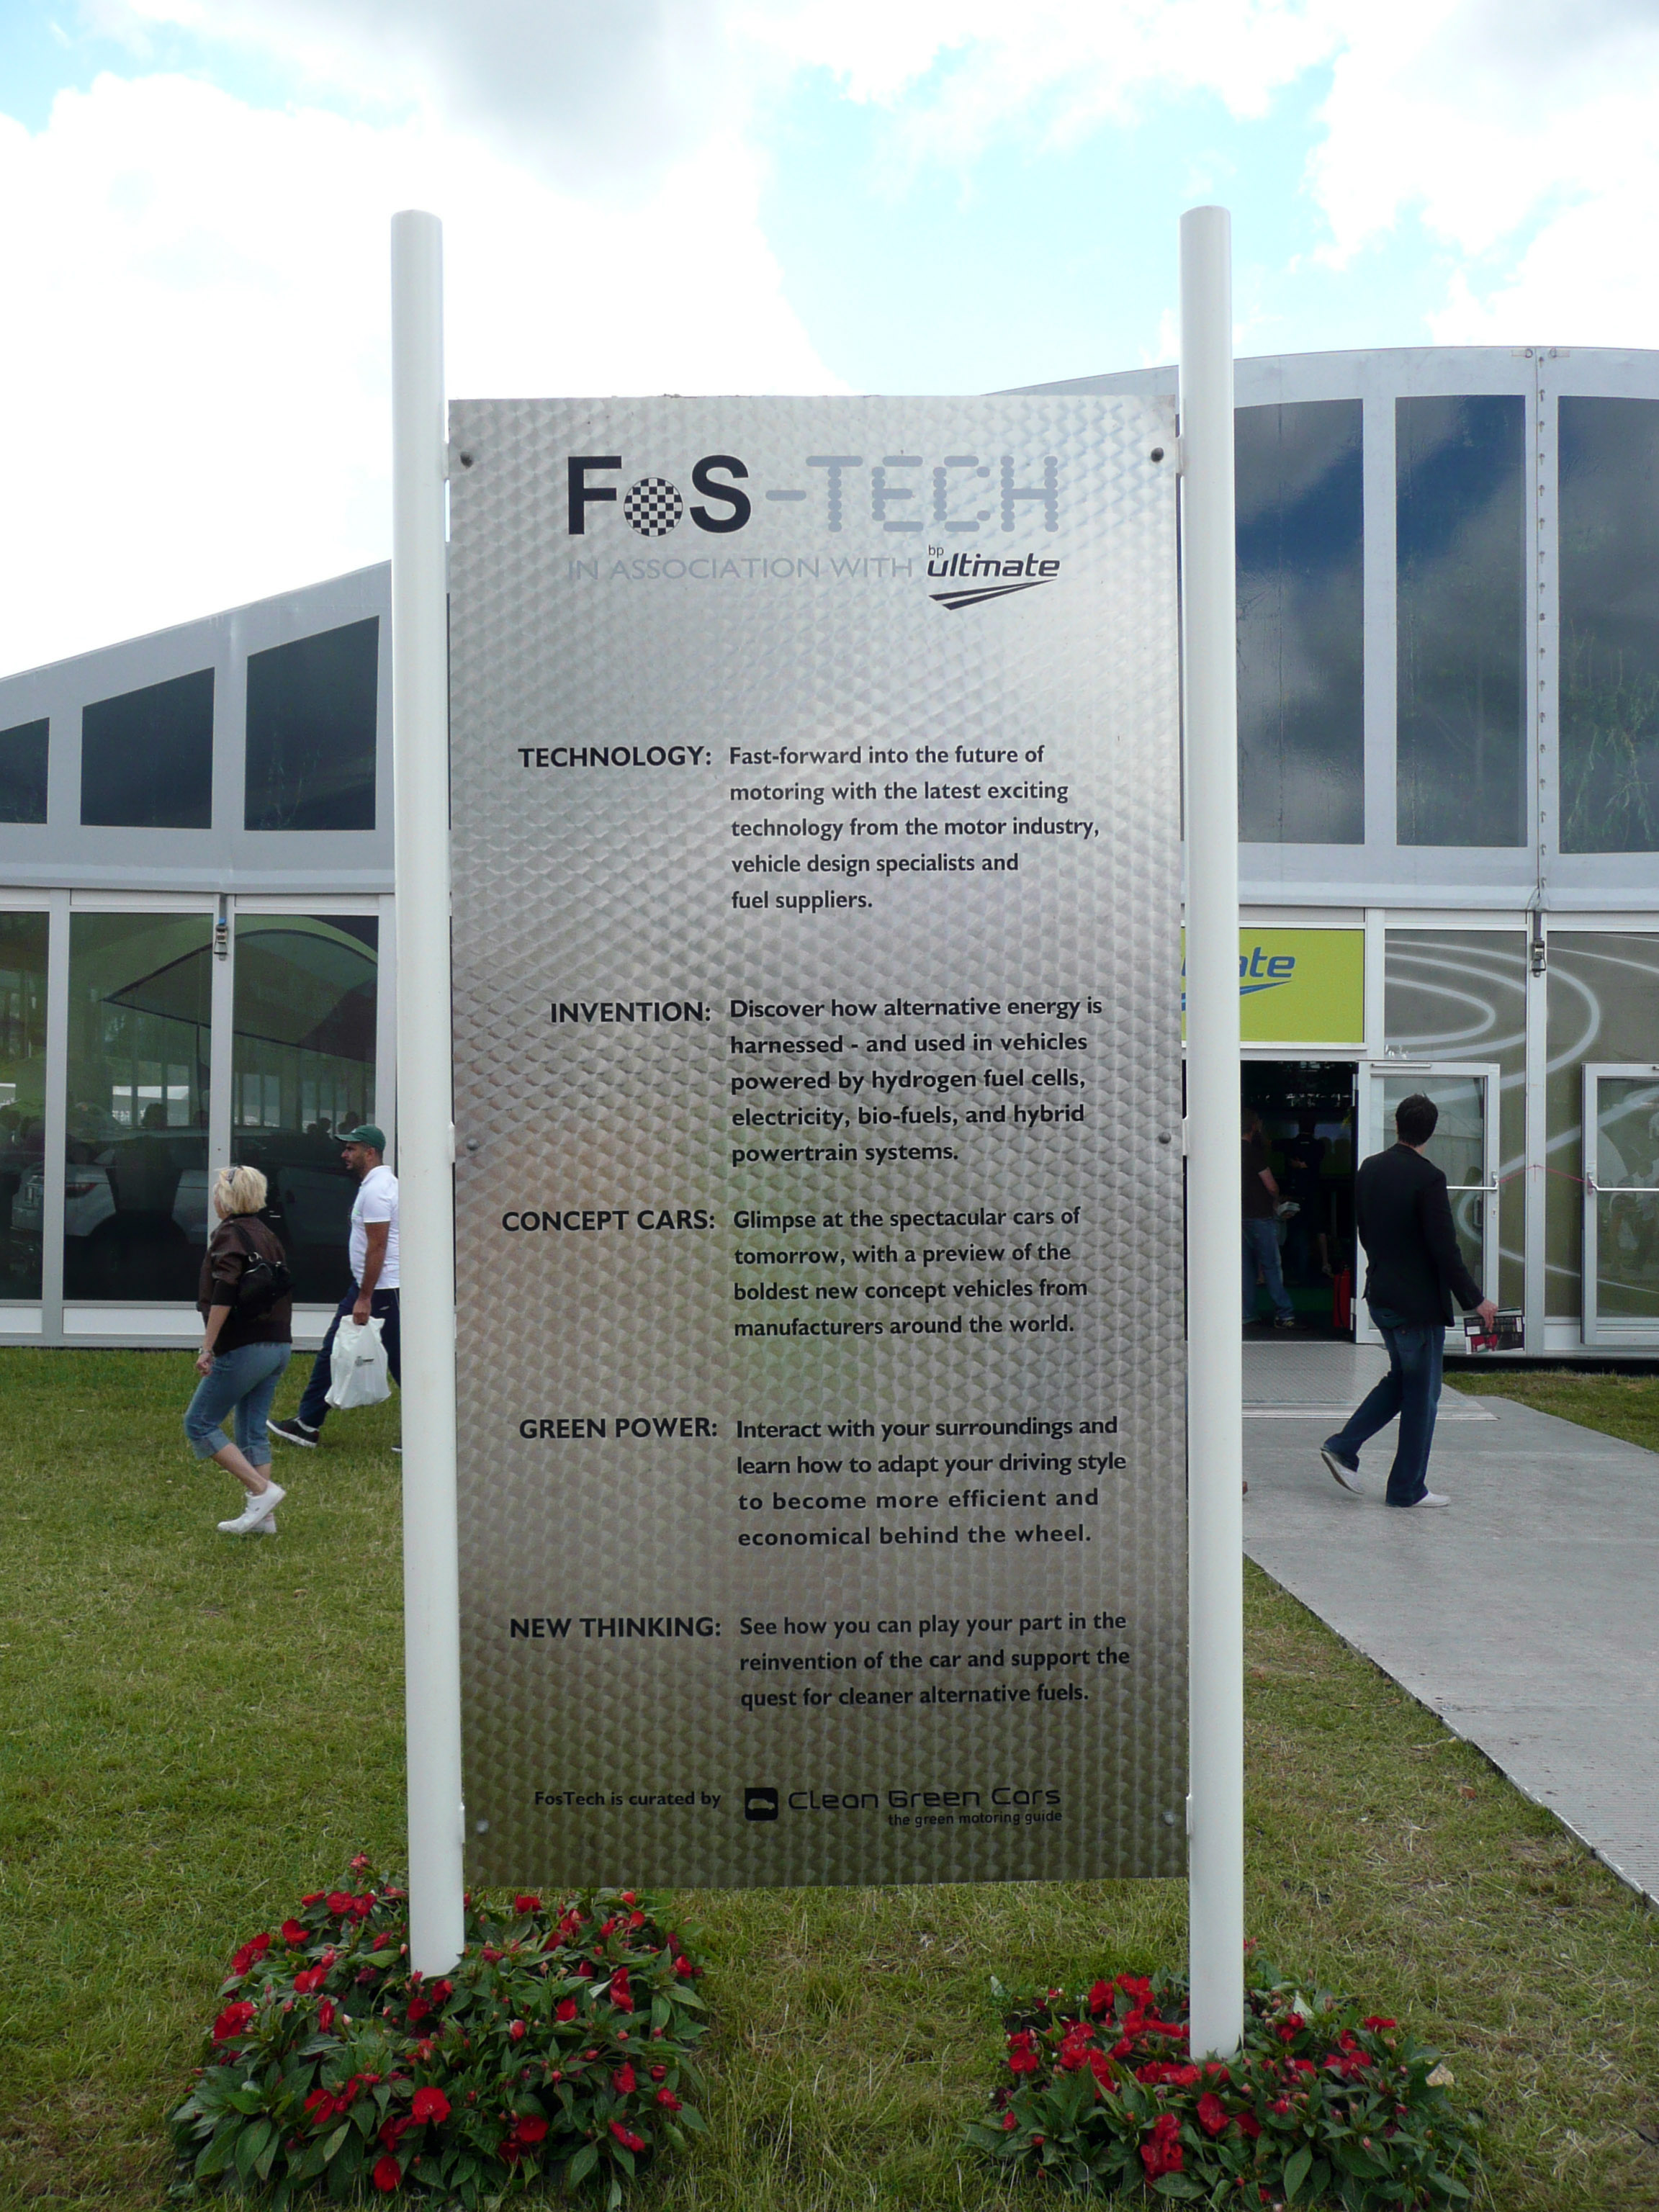 FoS-TECH
IN ASSOCIATION WITH bp ultimate
TECHNOLOGY: Fast-forward into the future of
motoring with the latest exciting
technology from the motor industry,
vehicle design specialists and
fuel suppliers.
INVENTION: Discover how alternative energy is
harnessed - and used in vehicles
powered by hydrogen fuel cells,
electricity, bio-fuels, and hybrid
powertrain systems.
CONCEPT CARS: Glimpse at the spectacular cars of
tomorrow, with a preview of the
boldest new concept vehicles from
manufacturers around the world.
GREEN POWER: Interact with your surroundings and
learn how to adapt your driving style
to become more efficient and
economical behind the wheel.
NEW THINKING: See how you can play your part in the
reinvention of the car and support the
quest for cleaner alternative fuels.
FosTech is curated by Clean Green Cars
the green motoring guide